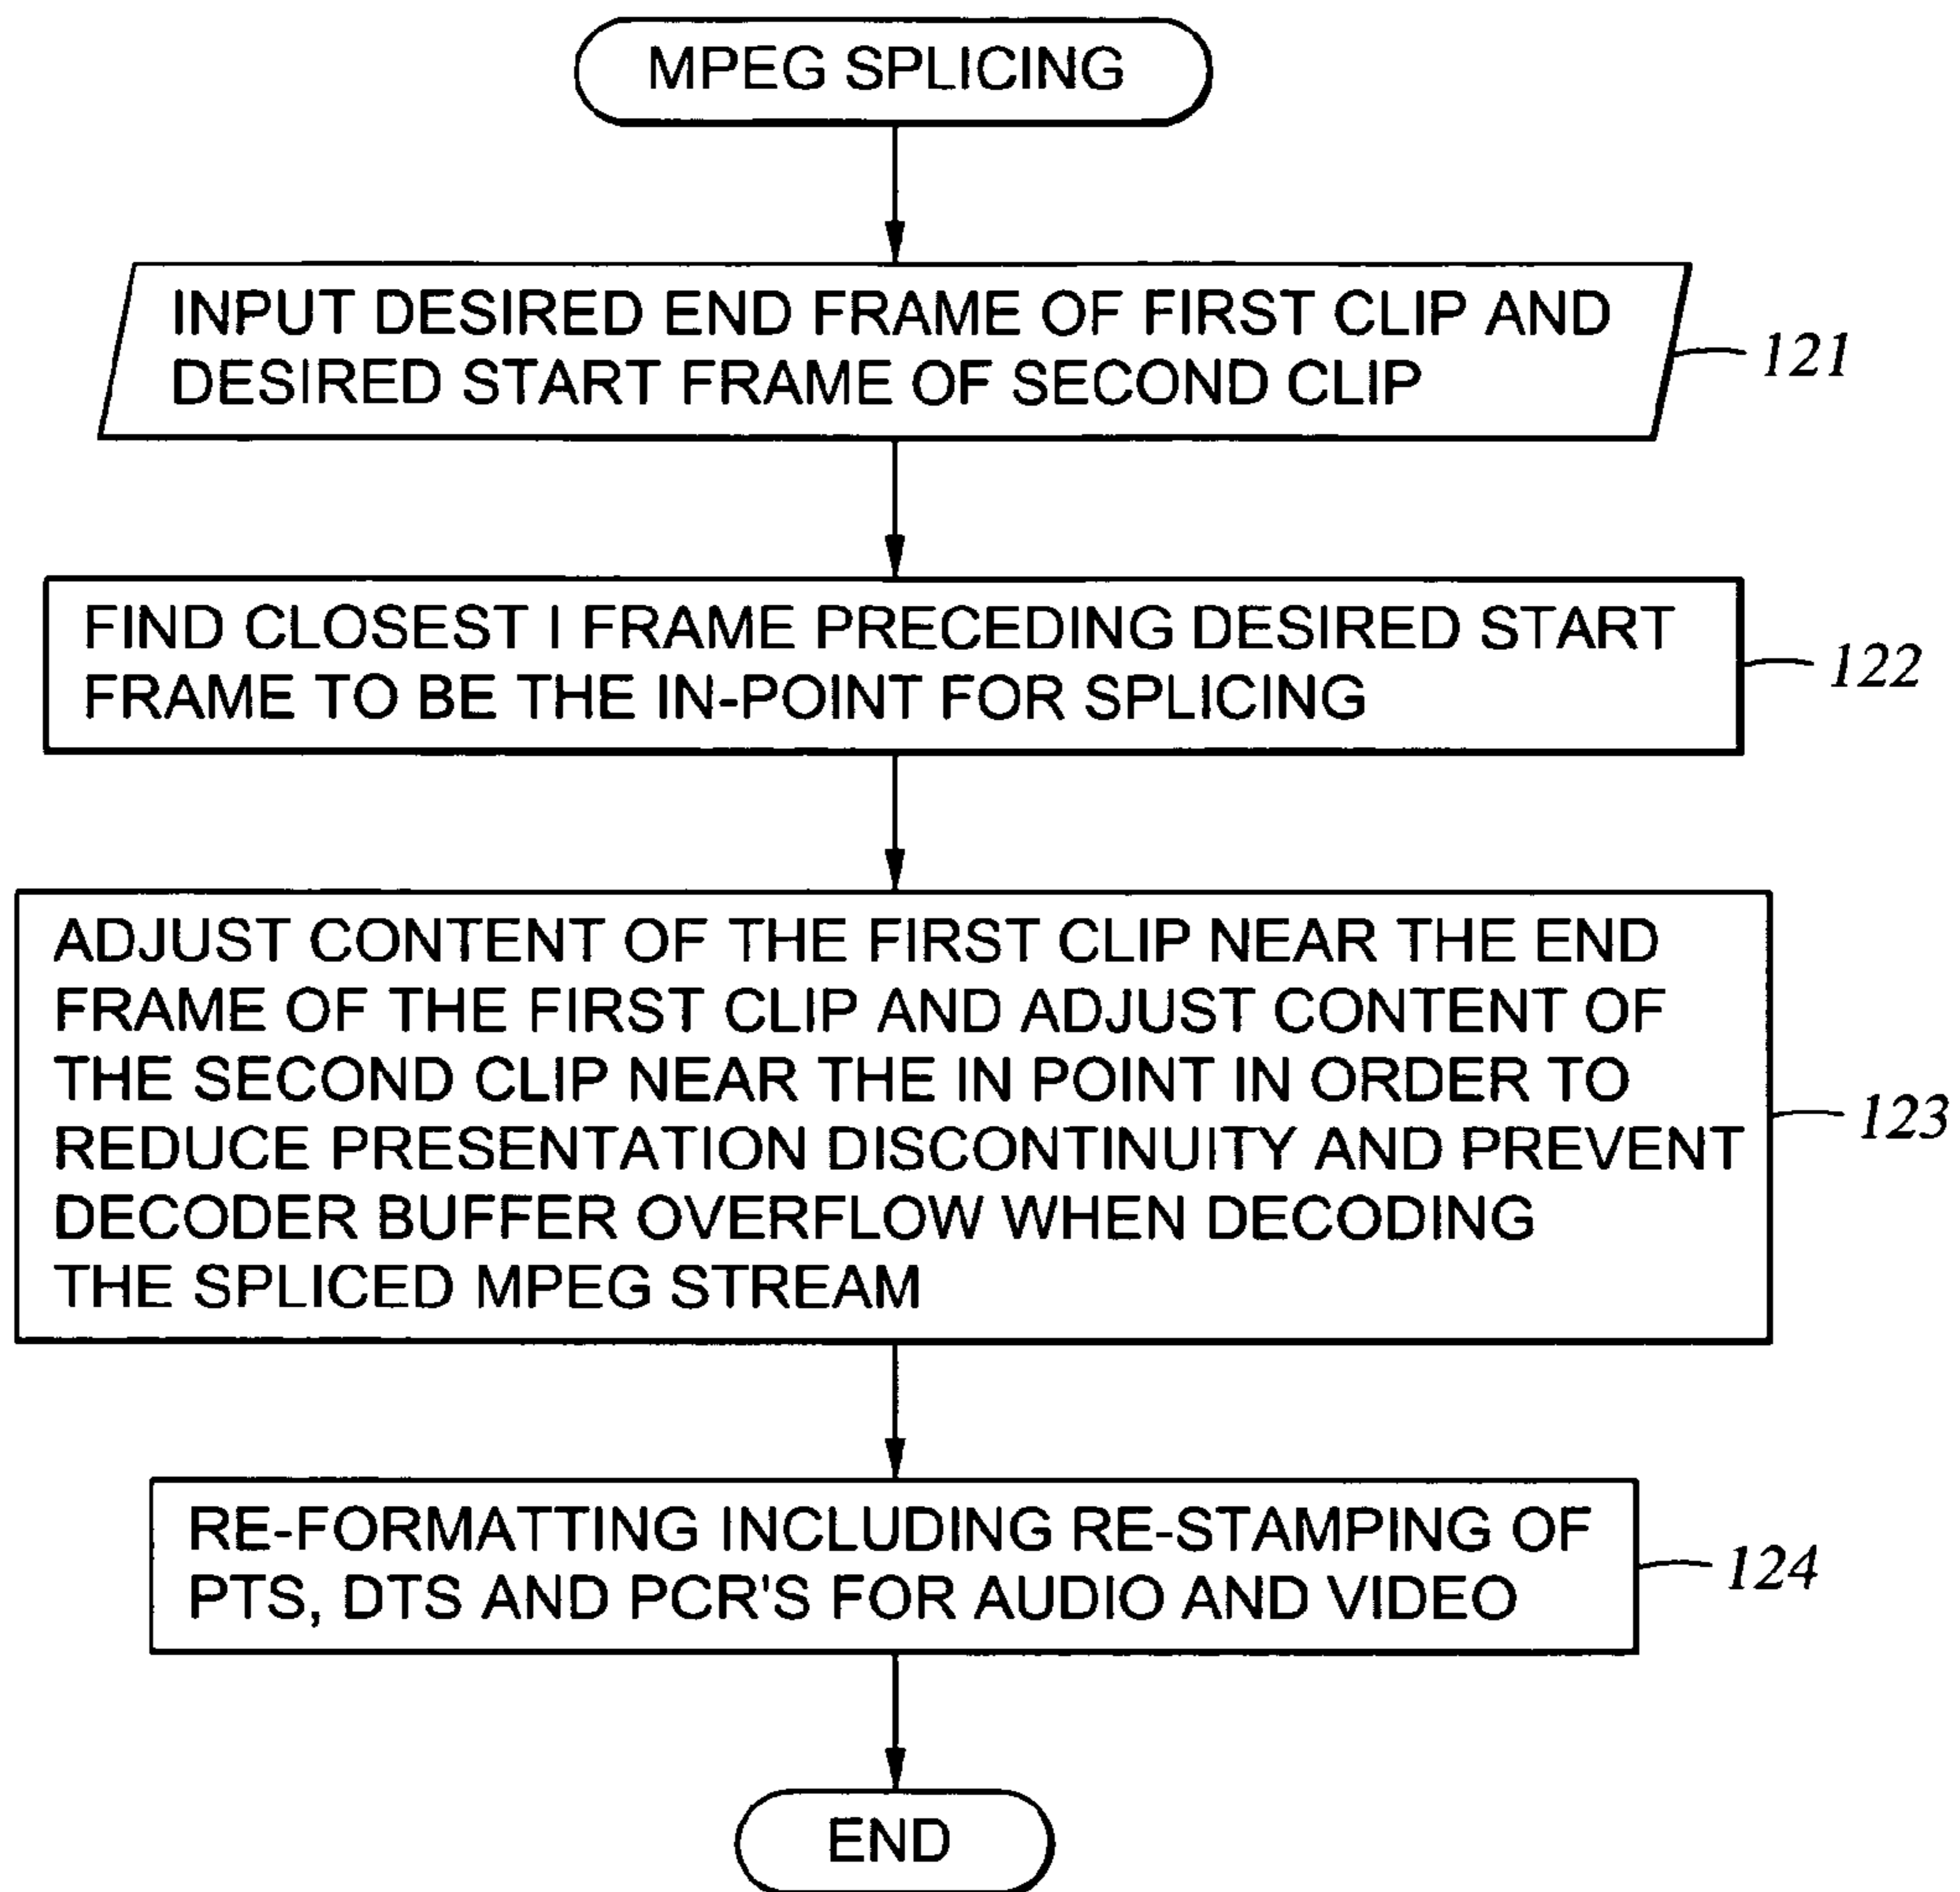 MPEG SPLICING
INPUT DESIRED END FRAME OF FIRST CLIP AND
DESIRED START FRAME OF SECOND CLIP
121
FIND CLOSEST I FRAME PRECEDING DESIRED START
FRAME TO BE THE IN-POINT FOR SPLICING
122
ADJUST CONTENT OF THE FIRST CLIP NEAR THE END
FRAME OF THE FIRST CLIP AND ADJUST CONTENT OF
THE SECOND CLIP NEAR THE IN POINT IN ORDER TO
REDUCE PRESENTATION DISCONTINUITY AND PREVENT
DECODER BUFFER OVERFLOW WHEN DECODING
THE SPLICED MPEG STREAM
123
RE-FORMATTING INCLUDING RE-STAMPING OF
PTS, DTS AND PCR'S FOR AUDIO AND VIDEO
124
END